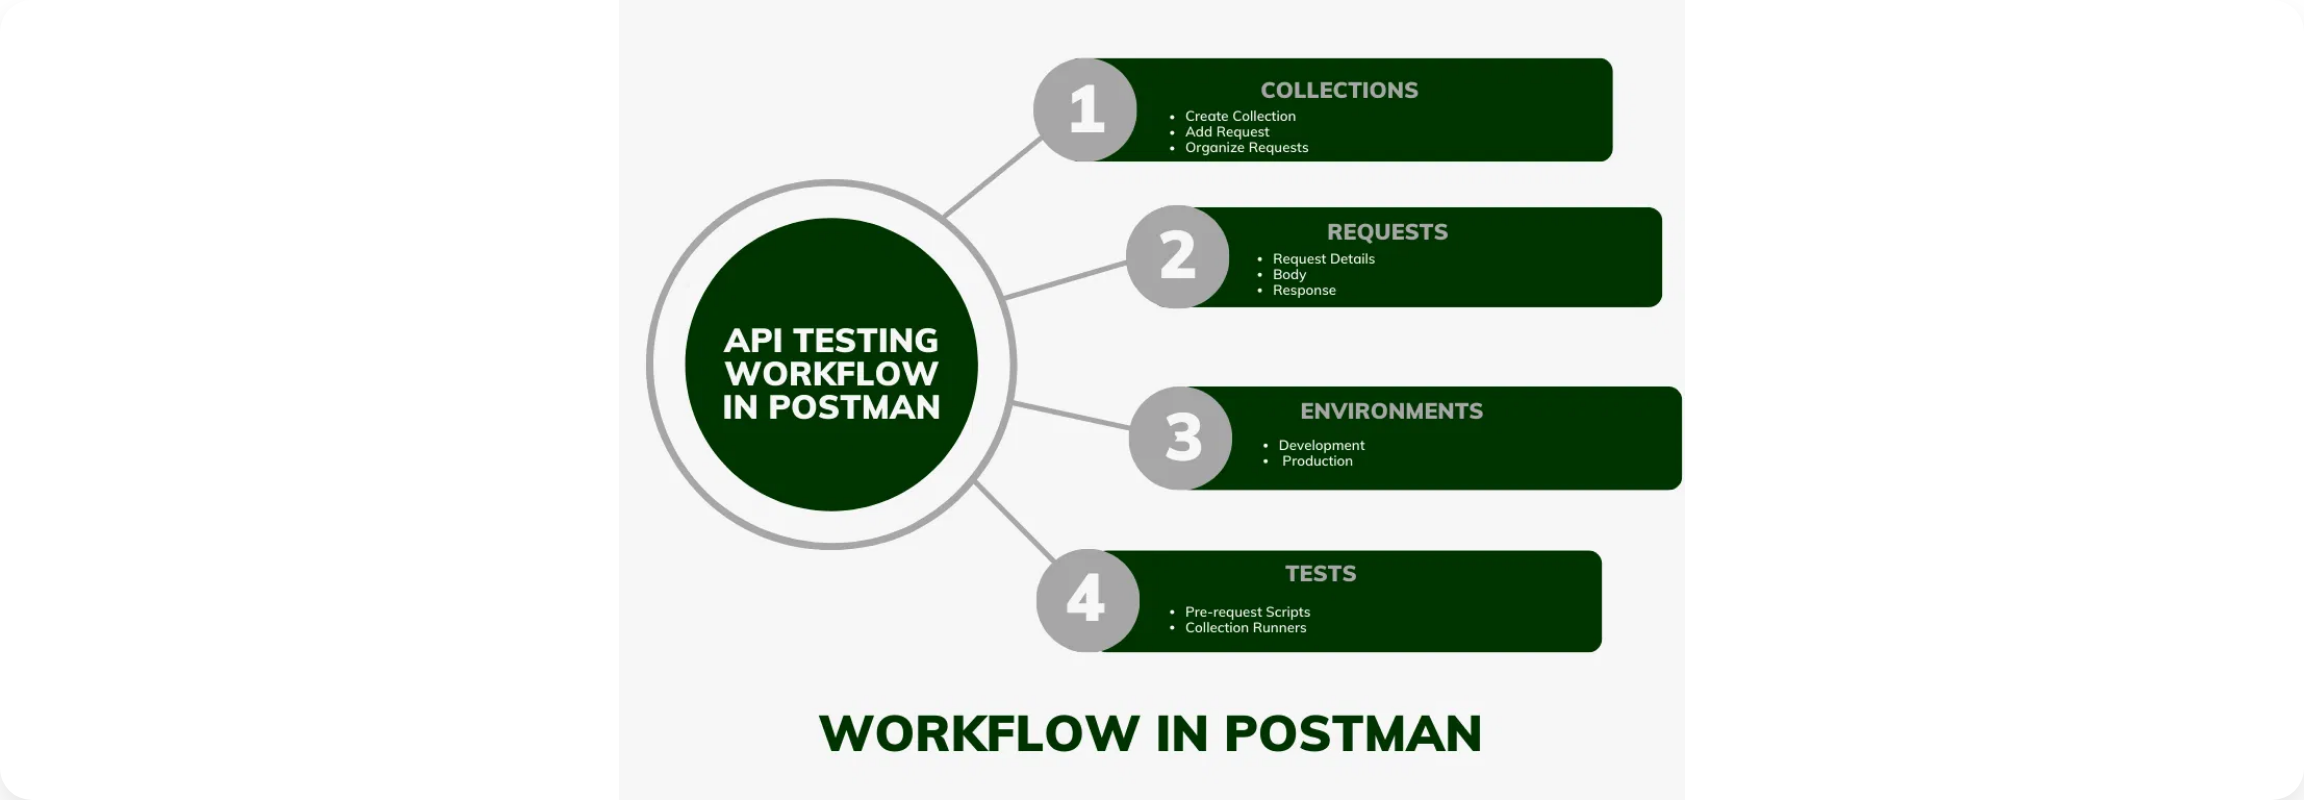 API TESTING
WORKFLOW
IN POSTMAN
1
COLLECTIONS
• Create Collection
• Add Request
• Organize Requests
2
REQUESTS
• Request Details
• Body
• Response
3
ENVIRONMENTS
• Development
• Production
4
TESTS
• Pre-request Scripts
• Collection Runners
WORKFLOW IN POSTMAN